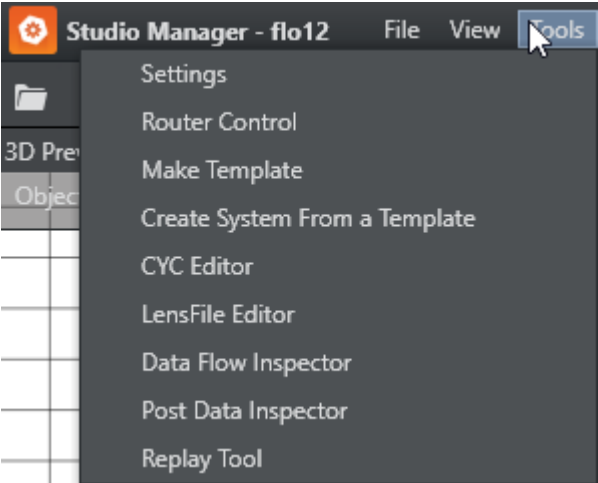 Studio Manager - flo12 File View Tools
Settings
Router Control
3D Prev
Make Template
Objec
Create System From a Template
CYC Editor
LensFile Editor
Data Flow Inspector
Post Data Inspector
Replay Tool